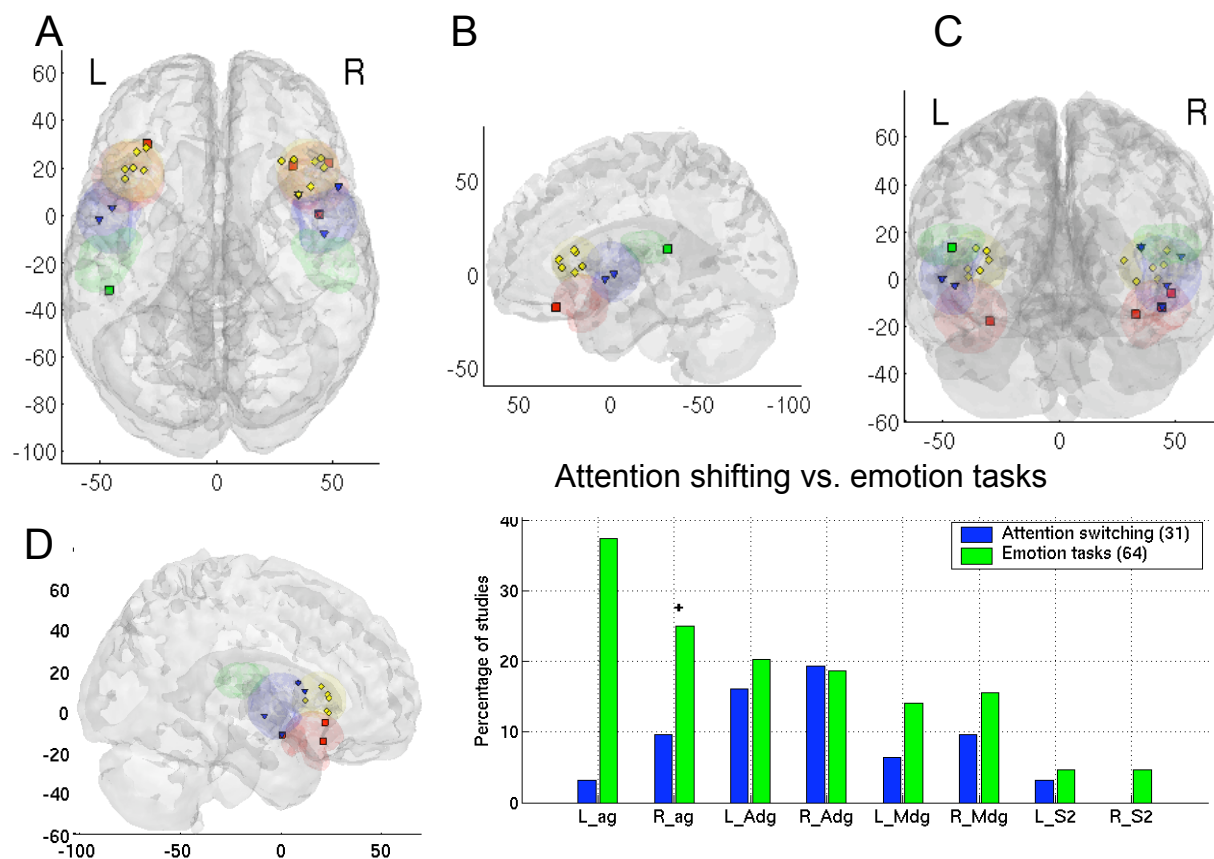 A
B
C
L
R
60
40
20
0
-20
-40
-60
-80
-100
-50
0
50
50
0
-50
50
0
-50
-100
L
R
80
60
40
20
0
-20
-40
-60
-50
0
50
Attention shifting vs. emotion tasks
D
60
40
20
0
-20
-40
-60
-100
-50
0
50
Percentage of studies
40
30
20
10
0
Attention switching (31)
Emotion tasks (64)
+
L_ag
R_ag
L_Adg
R_Adg
L_Mdg
R_Mdg
L_S2
R_S2